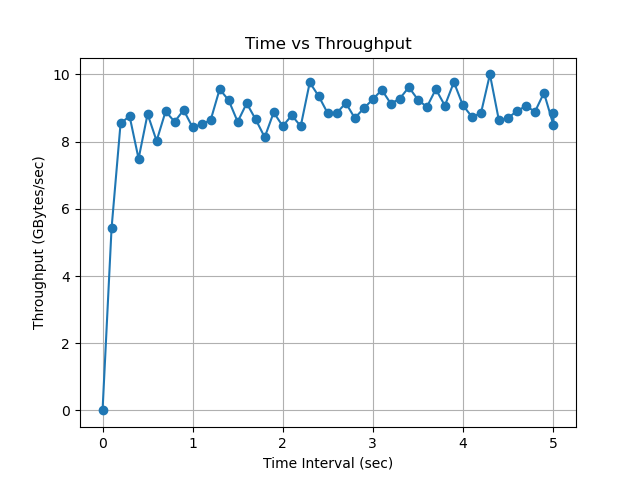 Time vs Throughput
Throughput (GBytes/sec)
10
8
6
4
2
0
0 1 2 3 4 5
Time Interval (sec)